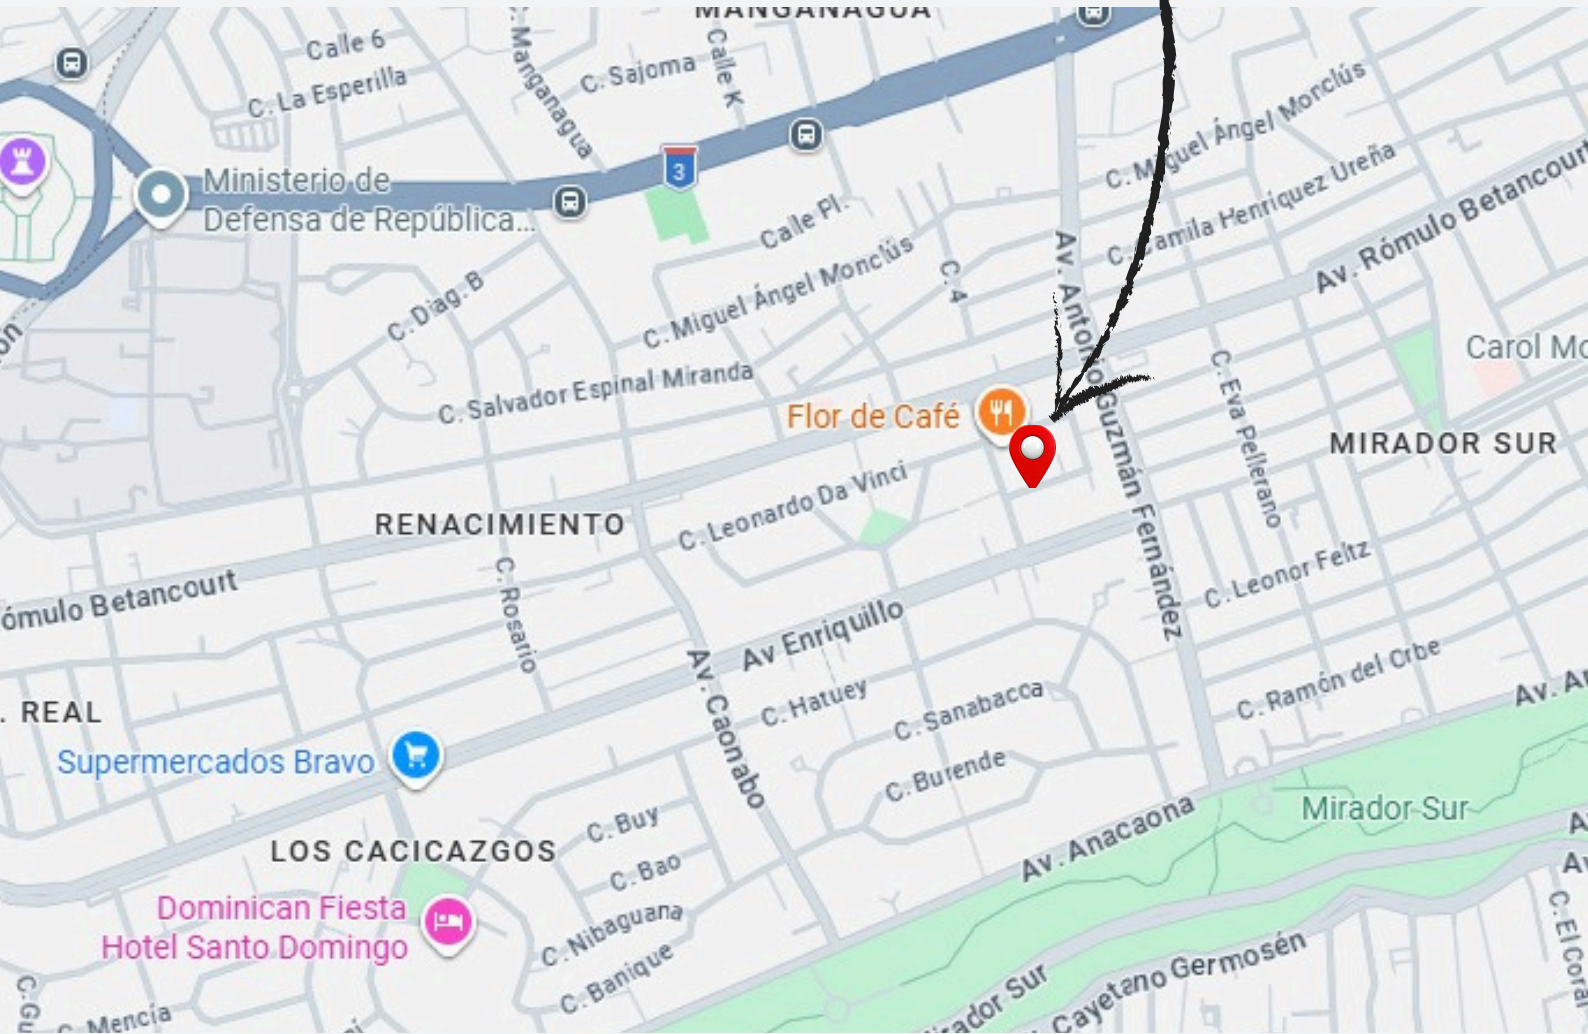 MANGANAGUA
Calle 6
C. La Esperilla
C. Manganagua
C. Sajoma
Calle K
C. Miguel Ángel Monclús
C. Camila Henríquez Ureña
Av. Rómulo Betancourt
3
Ministerio de
Defensa de República...
Calle Pl.
C. Diag. B
C. Miguel Ángel Monclús
C. 4
Av. Antonio Guzmán Fernández
C. Salvador Espinal Miranda
Flor de Café
C. Eva Pellerano
Carol Mo
MIRADOR SUR
RENACIMIENTO
C. Leonardo Da Vinci
C. Rosario
ómulo Betancourt
C. Leonor Feltz
Av Enriquillo
Av. Caonabo
C. Hatuey
C. Sanabacca
C. Ramón del Orbe
. REAL
Supermercados Bravo
C. Burende
Av. Anacaona
Mirador Sur
C. Buy
LOS CACICAZGOS
C. Bao
Dominican Fiesta
Hotel Santo Domingo
C. Nibaguana
C. Banique
irador Sur
Cayetano Germosén
C. El Cora
C. Gu
C. Mencía